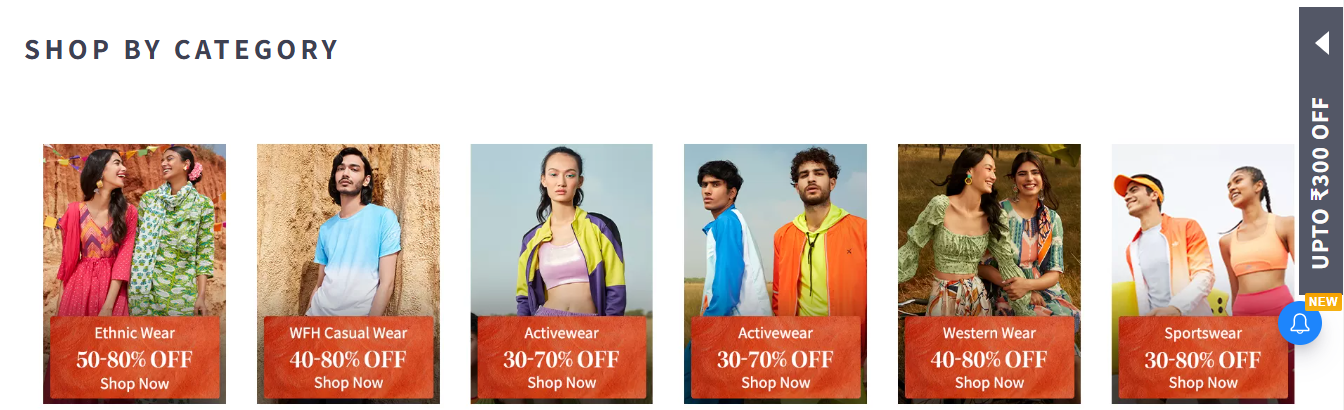 SHOP BY CATEGORY
Ethnic Wear
50-80% OFF
Shop Now
WFH Casual Wear
40-80% OFF
Shop Now
Activewear
30-70% OFF
Shop Now
Activewear
30-70% OFF
Shop Now
Western Wear
40-80% OFF
Shop Now
Sportswear
30-80% OFF
Shop Now
UPTO ₹300 OFF
NEW